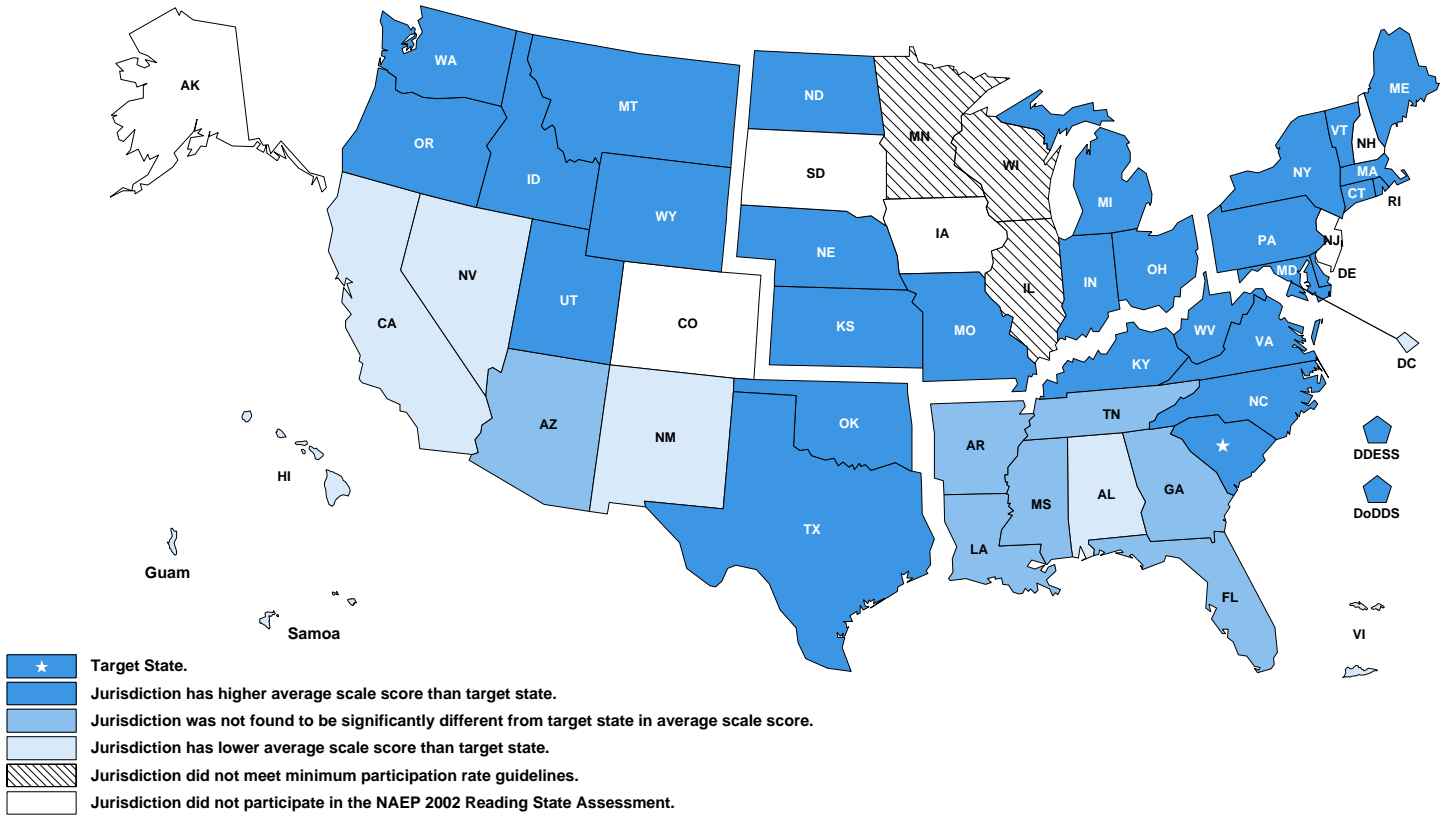 WA
AK
MT
ND
ME
OR
MN
VT
NH
ID
SD
WI
NY
MA
CT
WY
MI
RI
IA
PA
NJ
NE
NV
MD
DE
IN
OH
UT
IL
CA
CO
KS
MO
WV
VA
KY
DC
NC
TN
AZ
NM
OK
AR
DDESS
HI
AL
GA
MS
DoDDS
TX
LA
Guam
FL
Samoa
VI
Target State.
Jurisdiction has higher average scale score than target state.
Jurisdiction was not found to be significantly different from target state in average scale score.
Jurisdiction has lower average scale score than target state.
Jurisdiction did not meet minimum participation rate guidelines.
Jurisdiction did not participate in the NAEP 2002 Reading State Assessment.